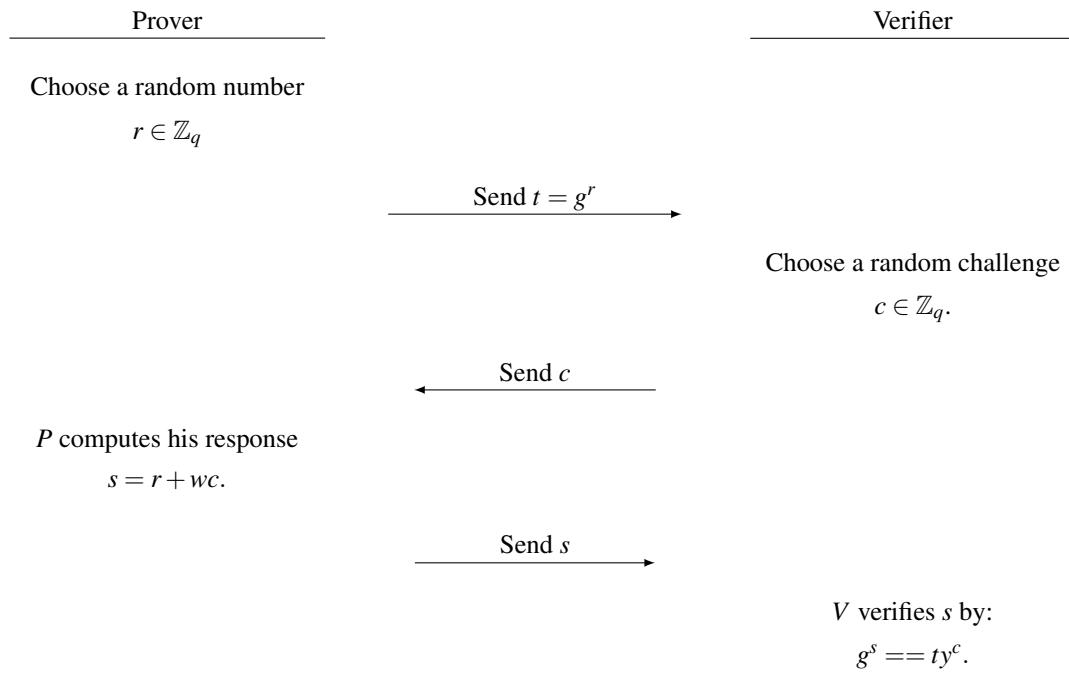 Prover
Verifier
Choose a random number
r ∈ ℤ_q
Send t = g^r
Choose a random challenge
c ∈ ℤ_q.
Send c
P computes his response
s = r + wc.
Send s
V verifies s by:
g^s == ty^c.